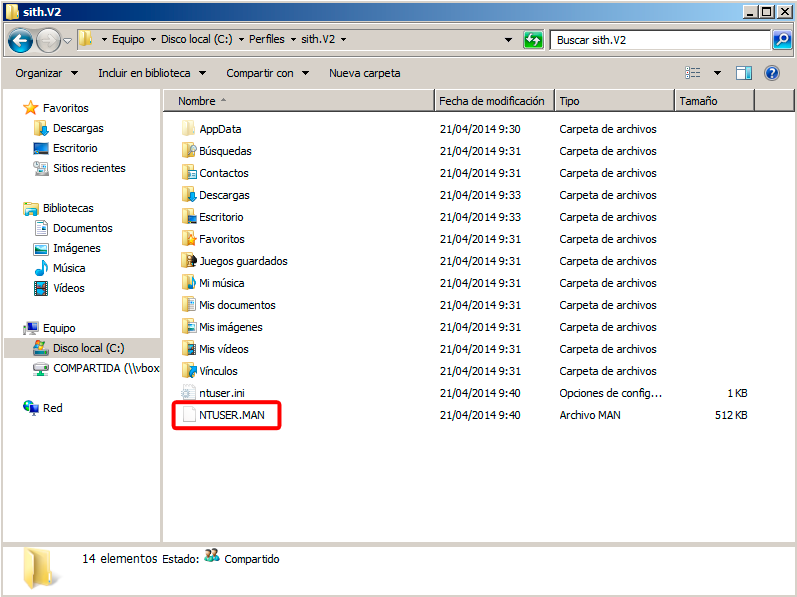 sith.V2
Equipo Disco local (C:) Perfiles sith.V2 Buscar sith.V2
Organizar Incluir en biblioteca Compartir con Nueva carpeta
Favoritos
Descargas
Escritorio
Sitios recientes
Bibliotecas
Documentos
Imágenes
Música
Vídeos
Equipo
Disco local (C:)
COMPARTIDA (\\vbox
Red
Nombre Fecha de modificación Tipo Tamaño
AppData 21/04/2014 9:30 Carpeta de archivos
Búsquedas 21/04/2014 9:31 Carpeta de archivos
Contactos 21/04/2014 9:31 Carpeta de archivos
Descargas 21/04/2014 9:33 Carpeta de archivos
Escritorio 21/04/2014 9:33 Carpeta de archivos
Favoritos 21/04/2014 9:31 Carpeta de archivos
Juegos guardados 21/04/2014 9:31 Carpeta de archivos
Mi música 21/04/2014 9:31 Carpeta de archivos
Mis documentos 21/04/2014 9:31 Carpeta de archivos
Mis imágenes 21/04/2014 9:31 Carpeta de archivos
Mis vídeos 21/04/2014 9:31 Carpeta de archivos
Vínculos 21/04/2014 9:31 Carpeta de archivos
ntuser.ini 21/04/2014 9:40 Opciones de config... 1 KB
NTUSER.MAN 21/04/2014 9:40 Archivo MAN 512 KB
14 elementos Estado: Compartido